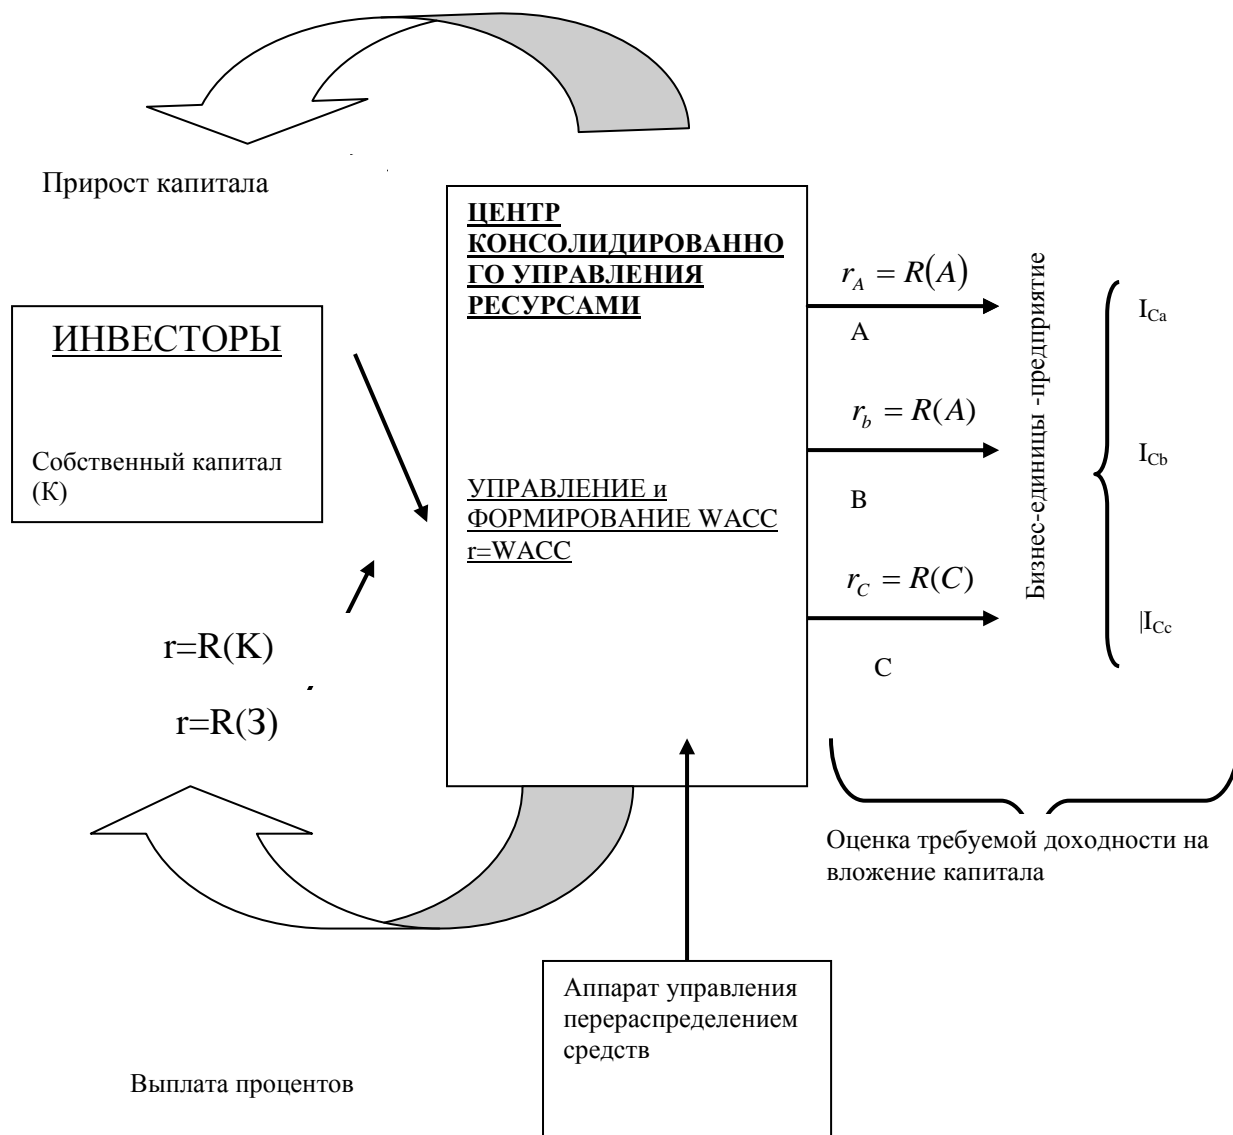 Прирост капитала
ИНВЕСТОРЫ
Собственный капитал
(К)
r=R(K)
r=R(З)
ЦЕНТР
КОНСОЛИДИРОВАННО
ГО УПРАВЛЕНИЯ
РЕСУРСАМИ
УПРАВЛЕНИЕ и
ФОРМИРОВАНИЕ WACC
r=WACC
r_A = R(A)
A
r_b = R(A)
B
r_C = R(C)
C
Бизнес-единицы -предприятие
I_Ca
I_Cb
|I_Cc
Оценка требуемой доходности на
вложение капитала
Аппарат управления
перераспределением
средств
Выплата процентов